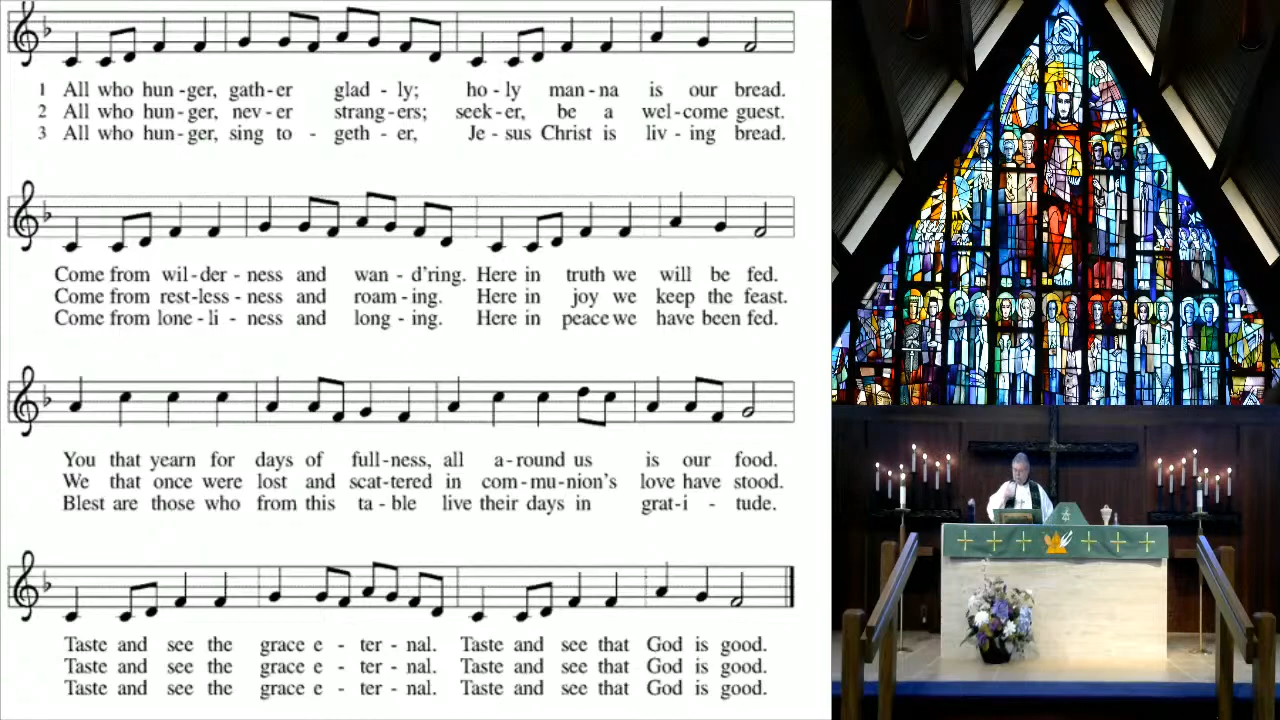 1 All who hun-ger, gath-er glad-ly; ho-ly man-na is our bread.
2 All who hun-ger, nev-er strang-ers; seek-er, be a wel-come guest.
3 All who hun-ger, sing to-geth-er, Je-sus Christ is liv-ing bread.
Come from wil-der-ness and wan-d'ring. Here in truth we will be fed.
Come from rest-less-ness and roam-ing. Here in joy we keep the feast.
Come from lone-li-ness and long-ing. Here in peace we have been fed.
You that yearn for days of full-ness, all a-round us is our food.
We that once were lost and scat-tered in com-mu-nion's love have stood.
Blest are those who from this ta-ble live their days in grat-i-tude.
Taste and see the grace e-ter-nal. Taste and see that God is good.
Taste and see the grace e-ter-nal. Taste and see that God is good.
Taste and see the grace e-ter-nal. Taste and see that God is good.